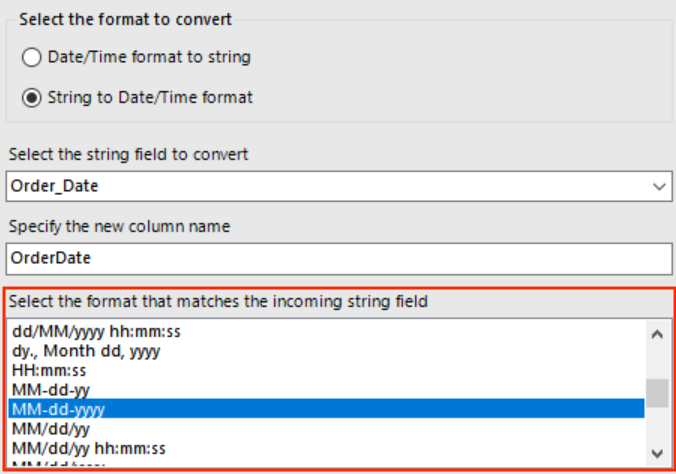 Select the format to convert
Date/Time format to string
String to Date/Time format
Select the string field to convert
Order_Date
Specify the new column name
OrderDate
Select the format that matches the incoming string field
dd/MM/yyyy hh:mm:ss
dy., Month dd, yyyy
HH:mm:ss
MM-dd-yy
MM-dd-yyyy
MM/dd/yy
MM/dd/yy hh:mm:ss